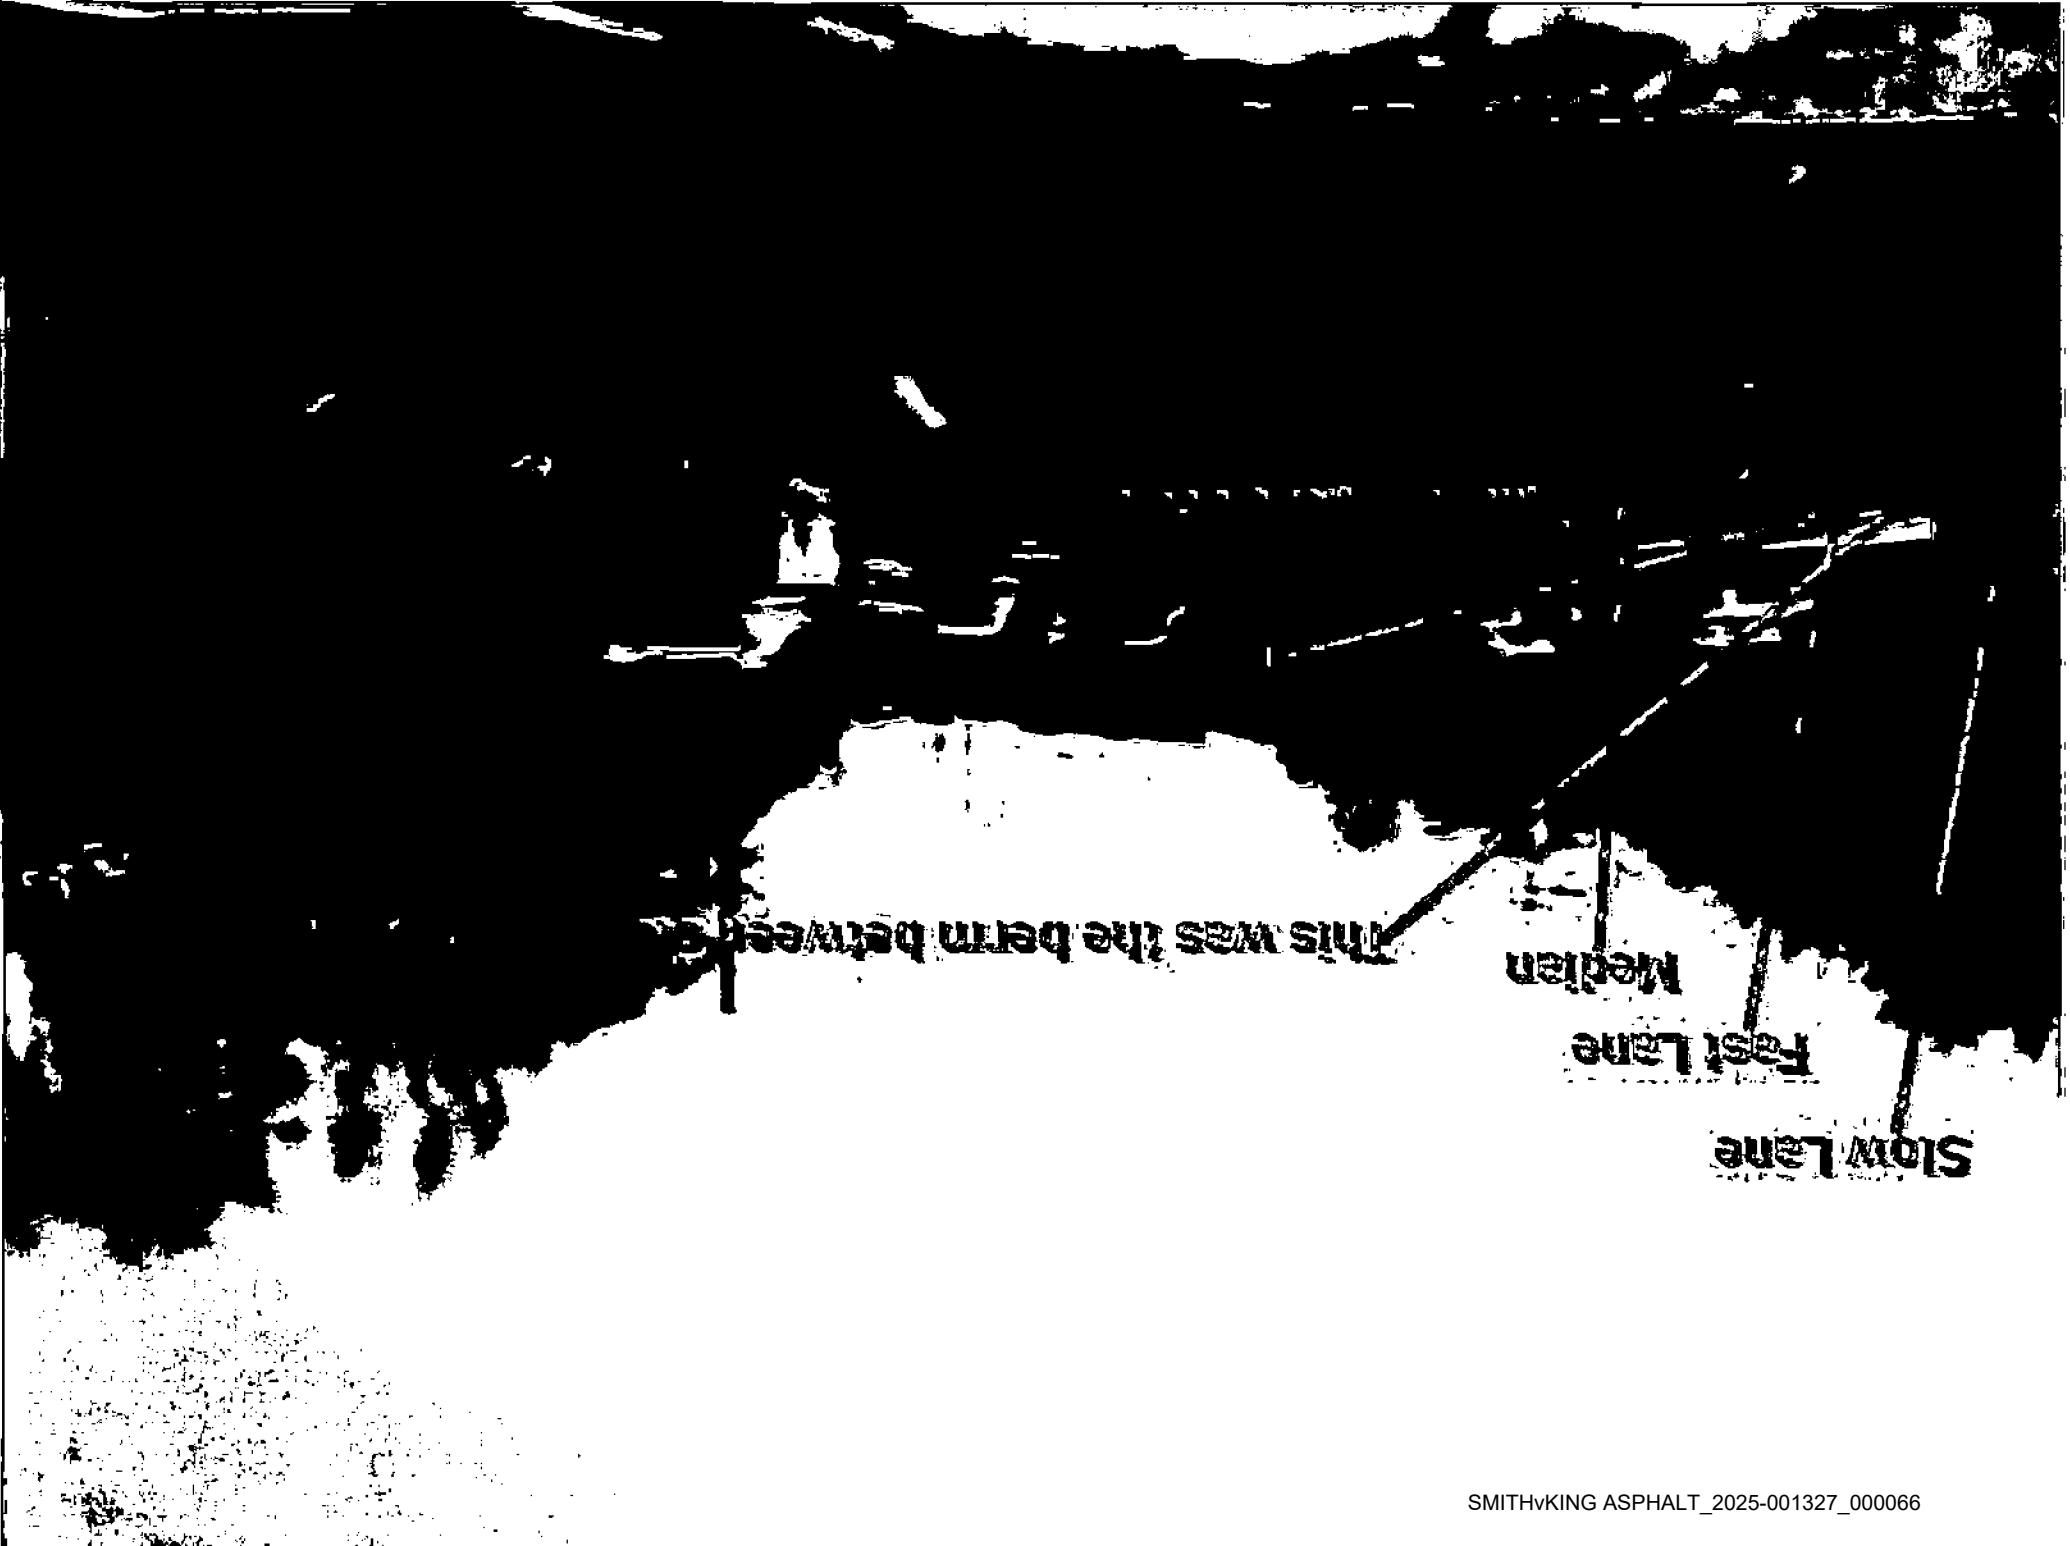 Slow Lane
Fast Lane
Median
This was the berm between
SMITHvKING ASPHALT_2025-001327_000066